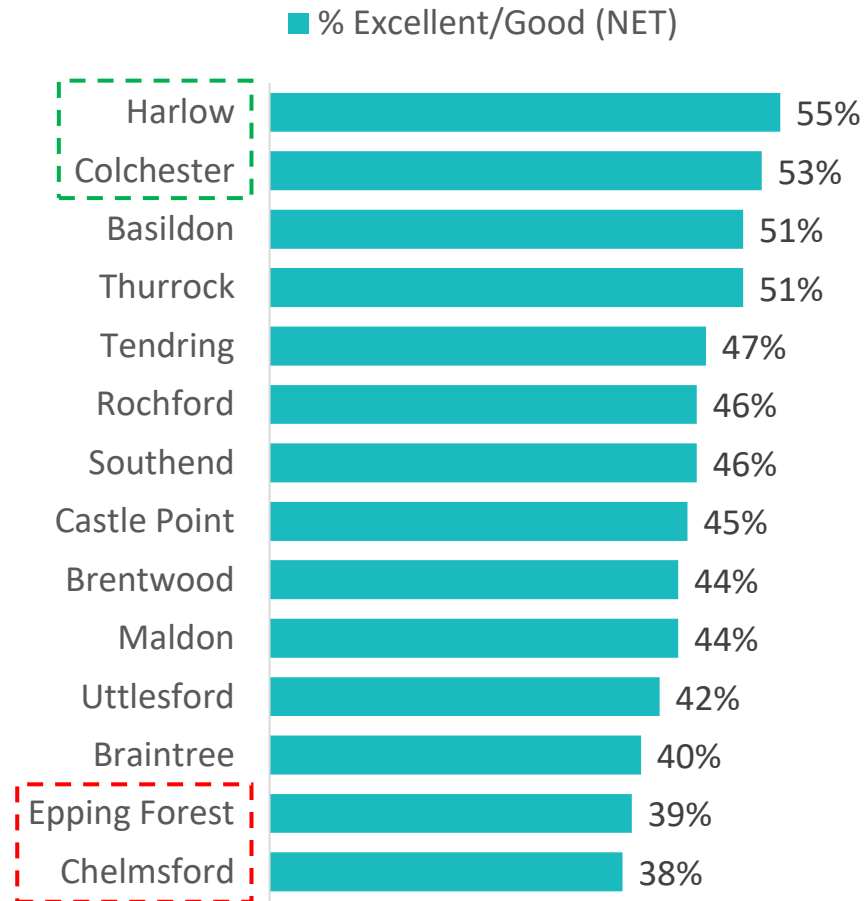 % Excellent/Good (NET)
Harlow 55%
Colchester 53%
Basildon 51%
Thurrock 51%
Tendring 47%
Rochford 46%
Southend 46%
Castle Point 45%
Brentwood 44%
Maldon 44%
Uttlesford 42%
Braintree 40%
Epping Forest 39%
Chelmsford 38%